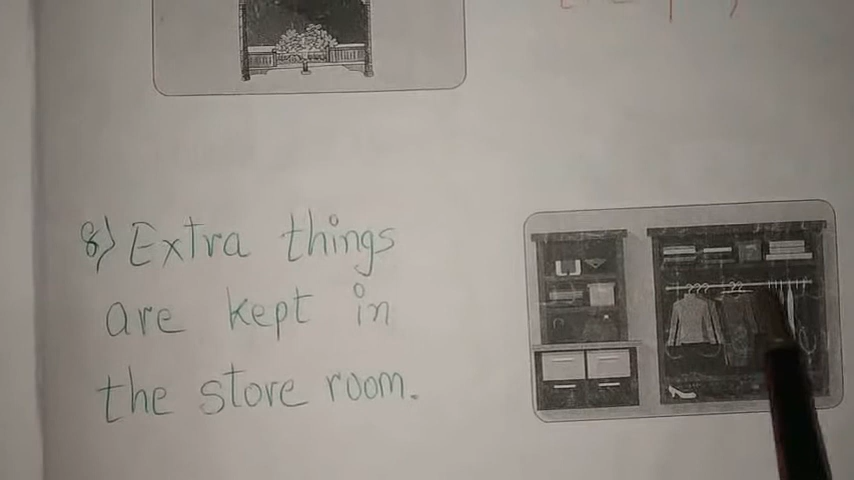 8) Extra things
are kept in
the store room.